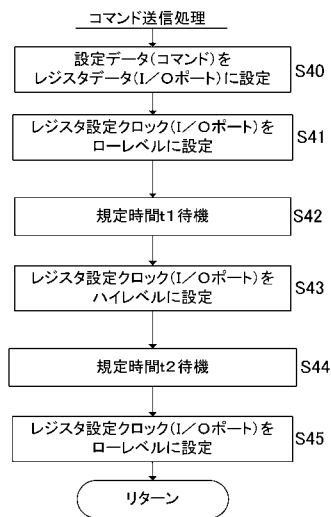 コマンド送信処理
設定データ(コマンド)を
レジスタデータ(I/Oポート)に設定
S40
レジスタ設定クロック(I/Oポート)を
ローレベルに設定
S41
規定時間t1待機
S42
レジスタ設定クロック(I/Oポート)を
ハイレベルに設定
S43
規定時間t2待機
S44
レジスタ設定クロック(I/Oポート)を
ローレベルに設定
S45
リターン